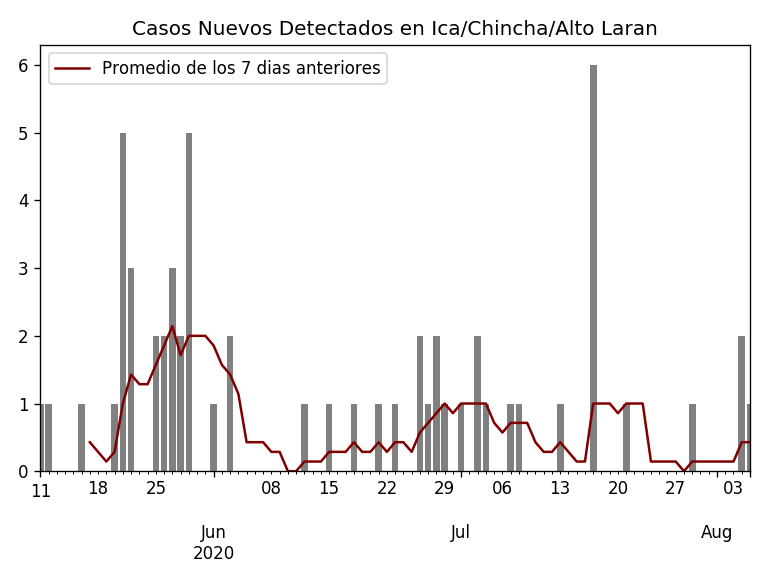 Casos Nuevos Detectados en Ica/Chincha/Alto Laran
Promedio de los 7 dias anteriores
6
5
4
3
2
1
0
11 18 25 08 15 22 29 06 13 20 27 03
Jun Jul Aug
2020